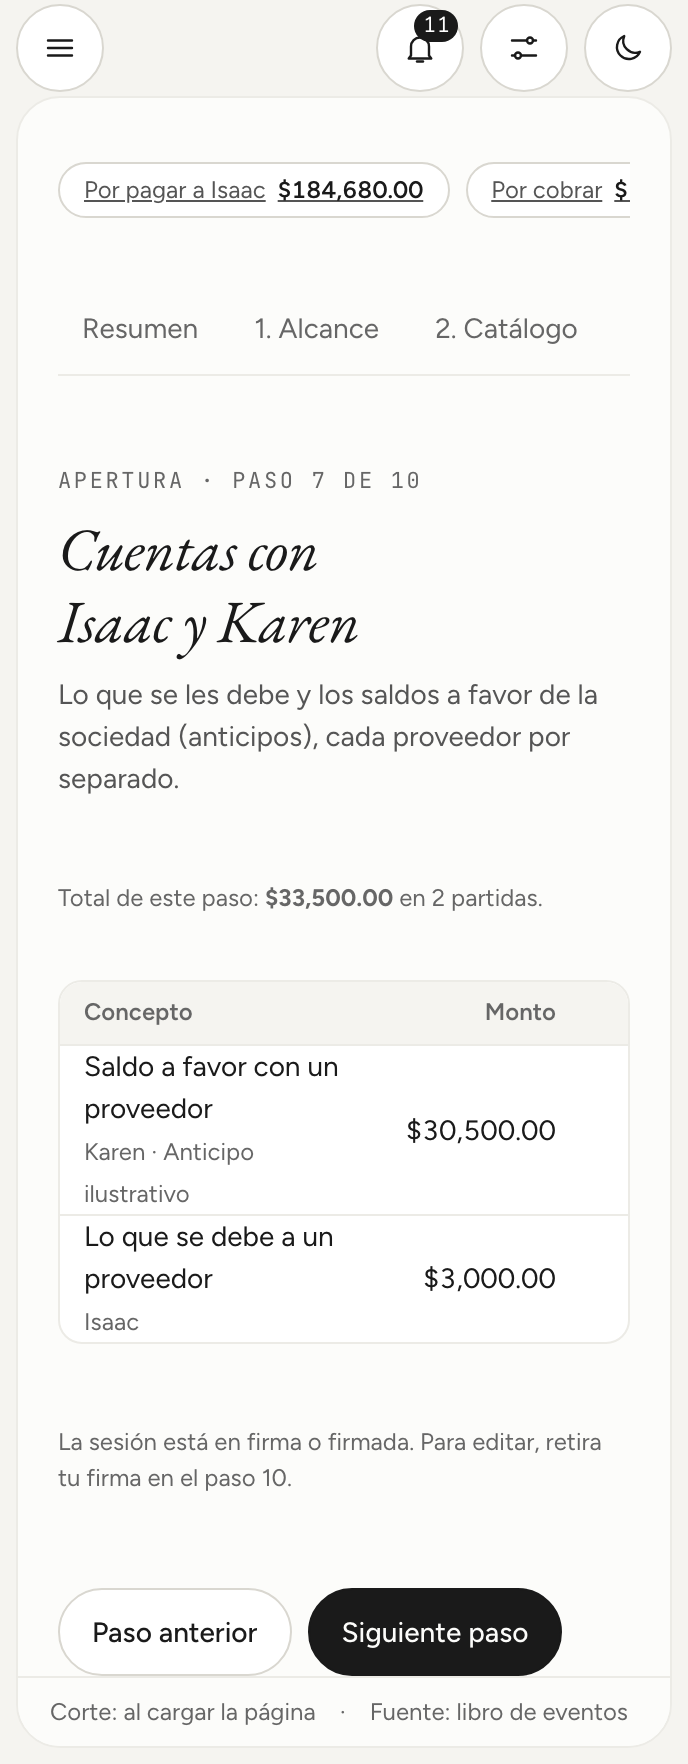 11
Por pagar a Isaac $184,680.00 Por cobrar $
Resumen 1. Alcance 2. Catálogo
APERTURA · PASO 7 DE 10
Cuentas con
Isaac y Karen
Lo que se les debe y los saldos a favor de la
sociedad (anticipos), cada proveedor por
separado.
Total de este paso: $33,500.00 en 2 partidas.
Concepto Monto
Saldo a favor con un
proveedor
$30,500.00
Karen · Anticipo
ilustrativo
Lo que se debe a un
proveedor
$3,000.00
Isaac
La sesión está en firma o firmada. Para editar, retira
tu firma en el paso 10.
Paso anterior Siguiente paso
Corte: al cargar la página · Fuente: libro de eventos